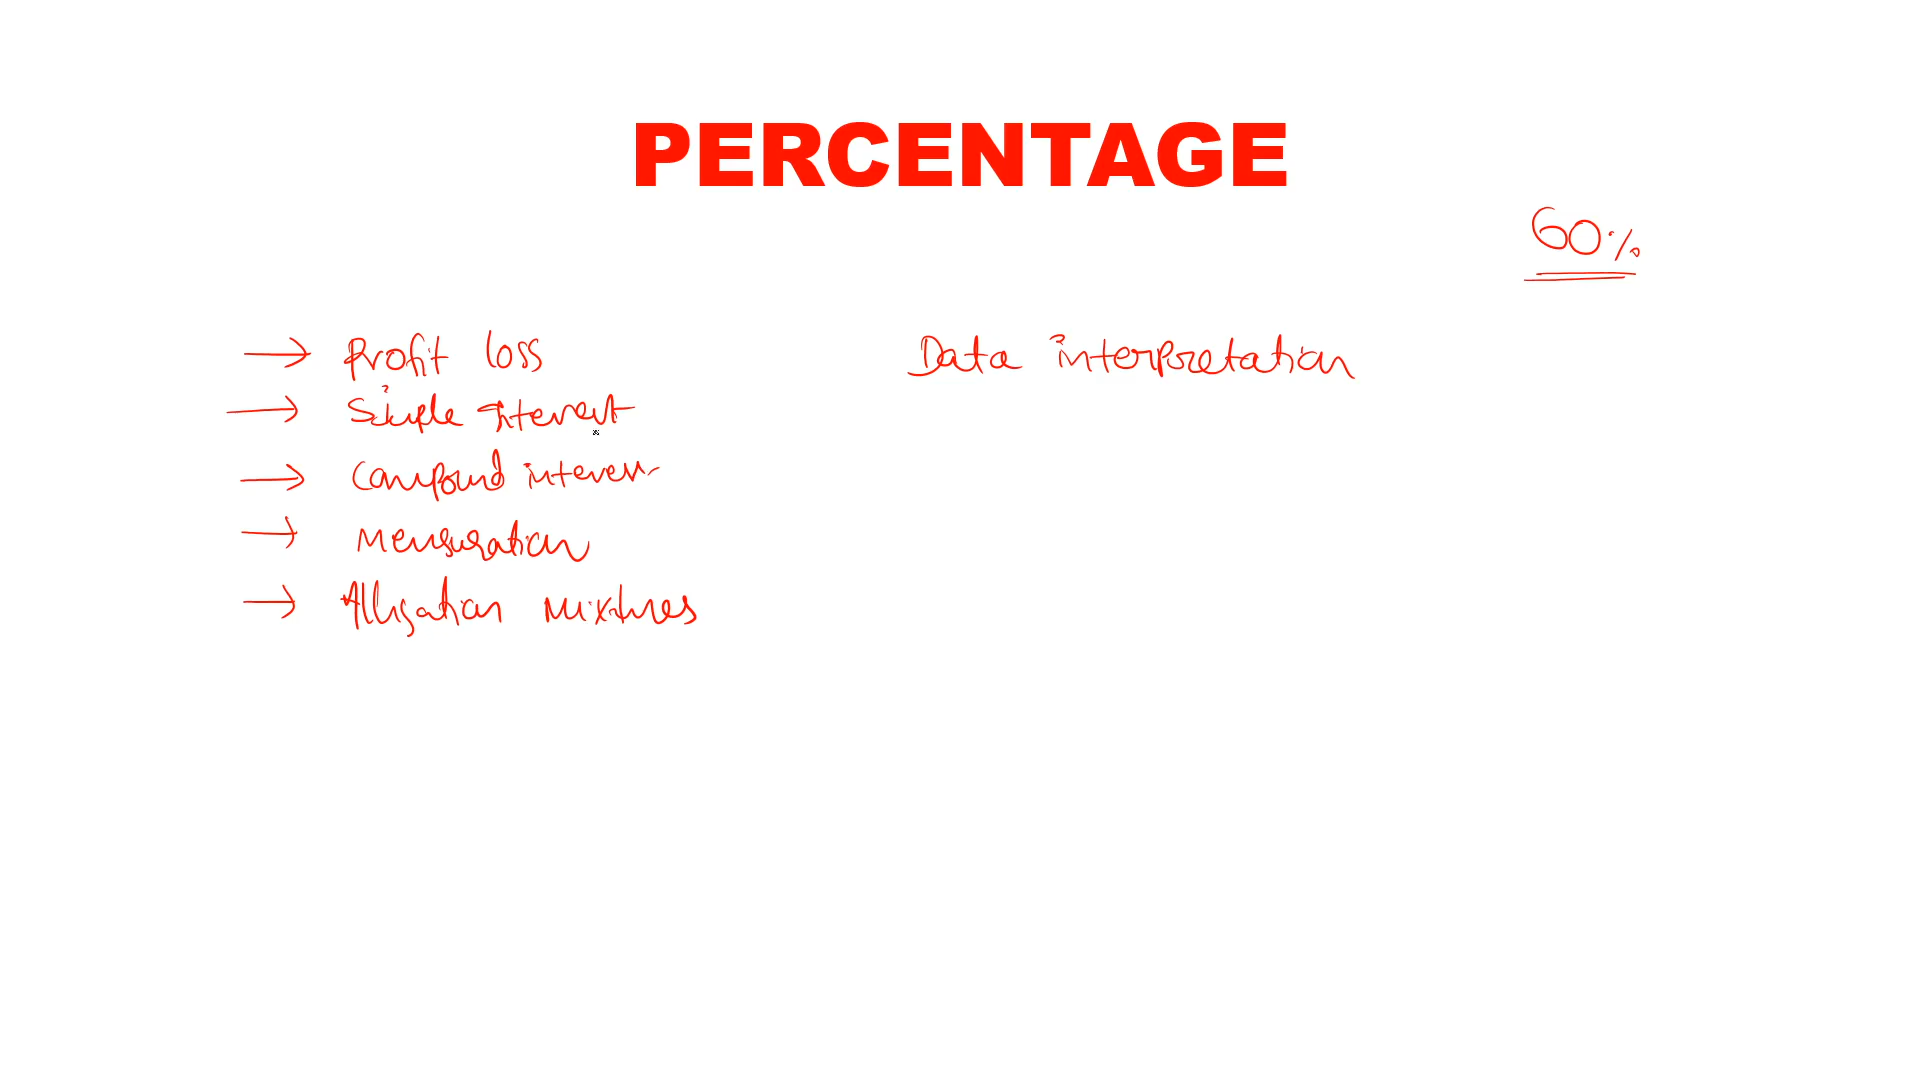 PERCENTAGE
60%
→ Profit loss
Data interpretation
→ Simple Interest
→ Compound interest
→ Mensuration
→ Alligation mixtures